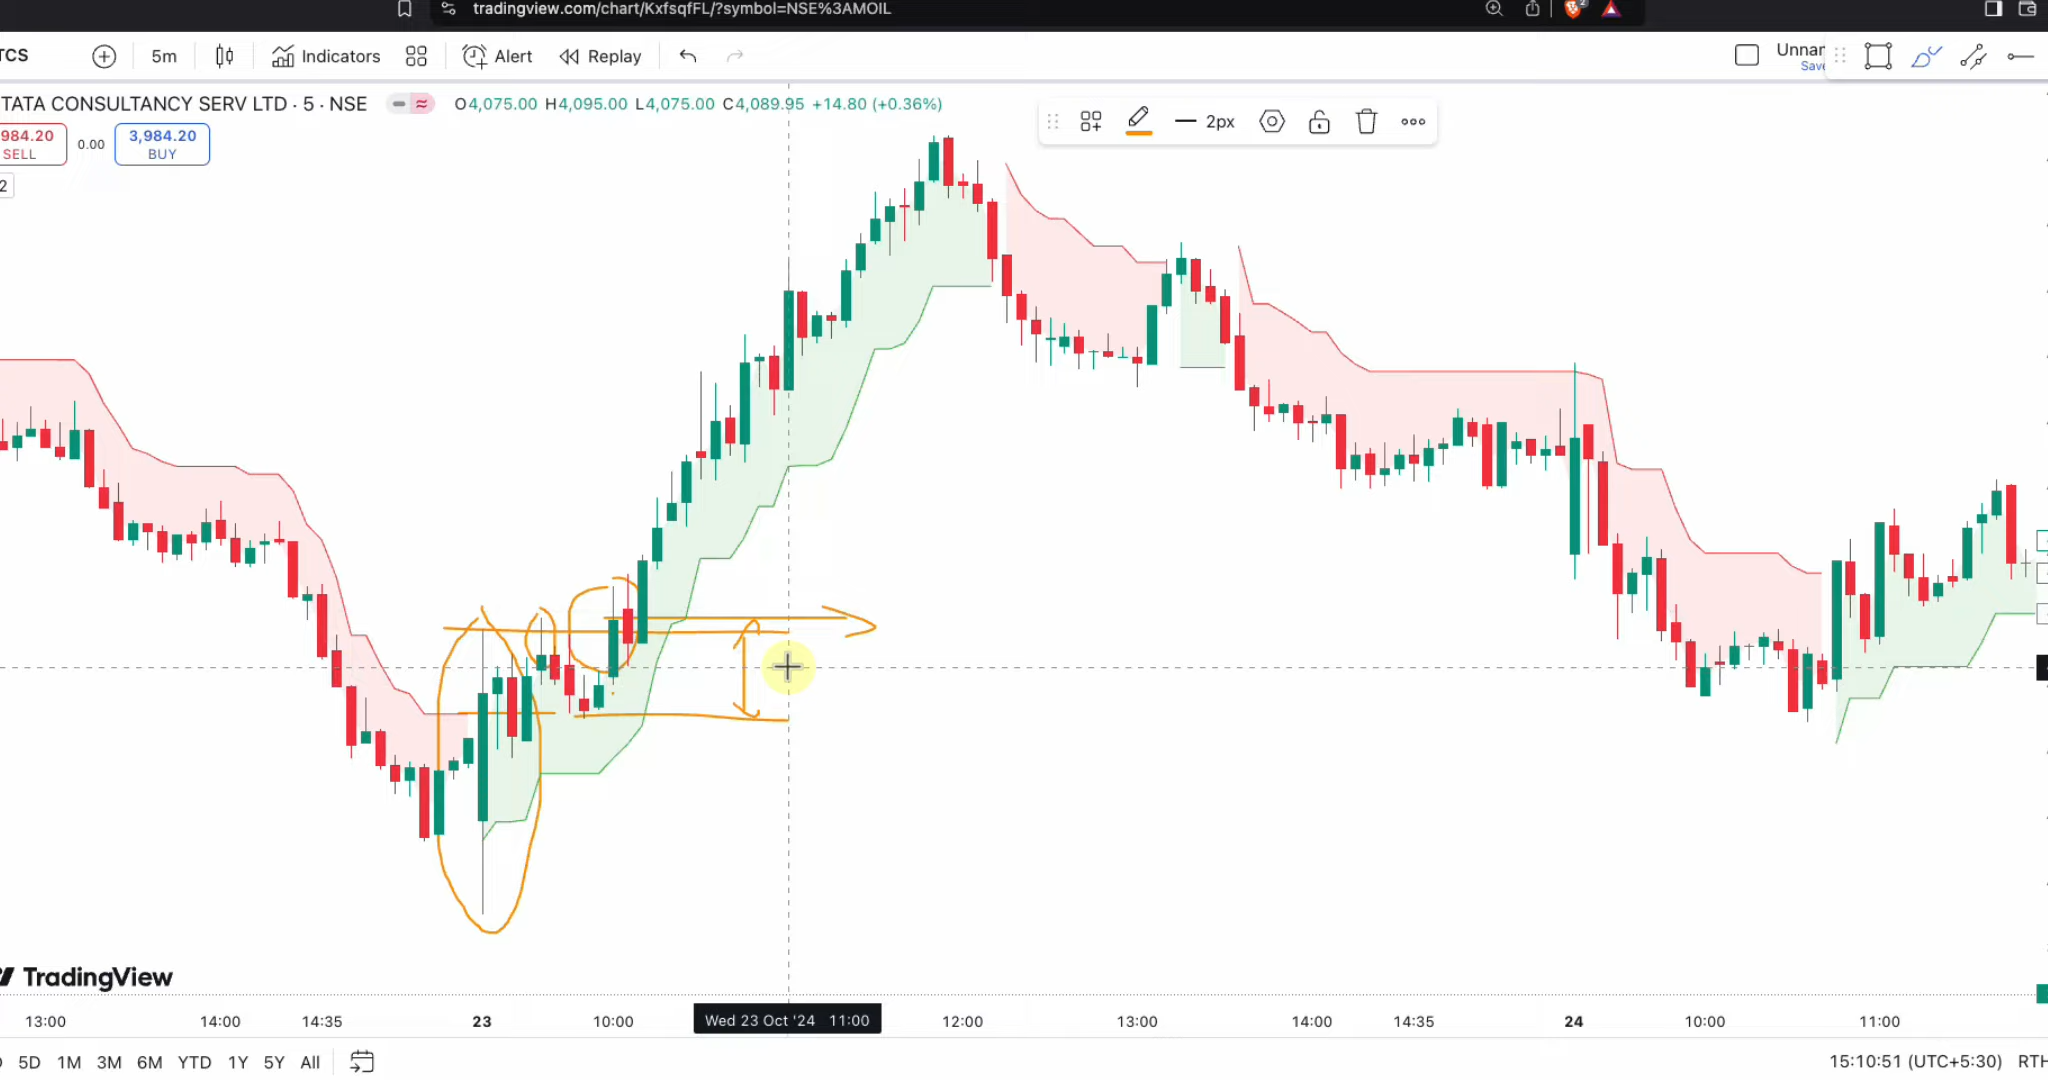 tradingview.com/chart/KxfsqfFL/?symbol=NSE%3AMOIL
TCS 5m Indicators Alert Replay Unnar
Save
TATA CONSULTANCY SERV LTD · 5 · NSE O4,075.00 H4,095.00 L4,075.00 C4,089.95 +14.80 (+0.36%)
2px
984.20 SELL 0.00 3,984.20 BUY
2
TradingView
13:00 14:00 14:35 23 10:00 Wed 23 Oct '24 11:00 12:00 13:00 14:00 14:35 24 10:00 11:00
5D 1M 3M 6M YTD 1Y 5Y All 15:10:51 (UTC+5:30) RTH